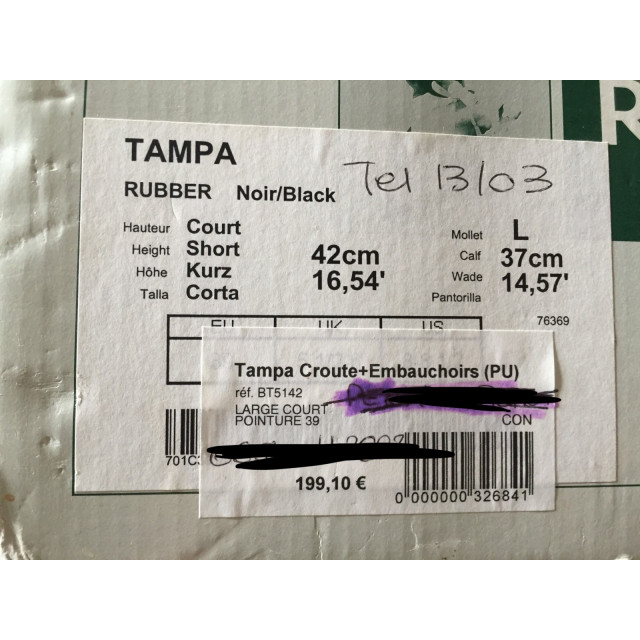 R
TAMPA
Tel 13/03
RUBBER Noir/Black
Hauteur Court
Height Short
Höhe Kurz
Talla Corta
42cm
16,54'
Mollet L
Calf 37cm
Wade 14,57'
Pantorilla
76369
EU UK US
Tampa Croute+Embauchoirs (PU)
réf. BT5142
LARGE COURT
POINTURE 39
CON
199,10 €
701C
0 000000 326841